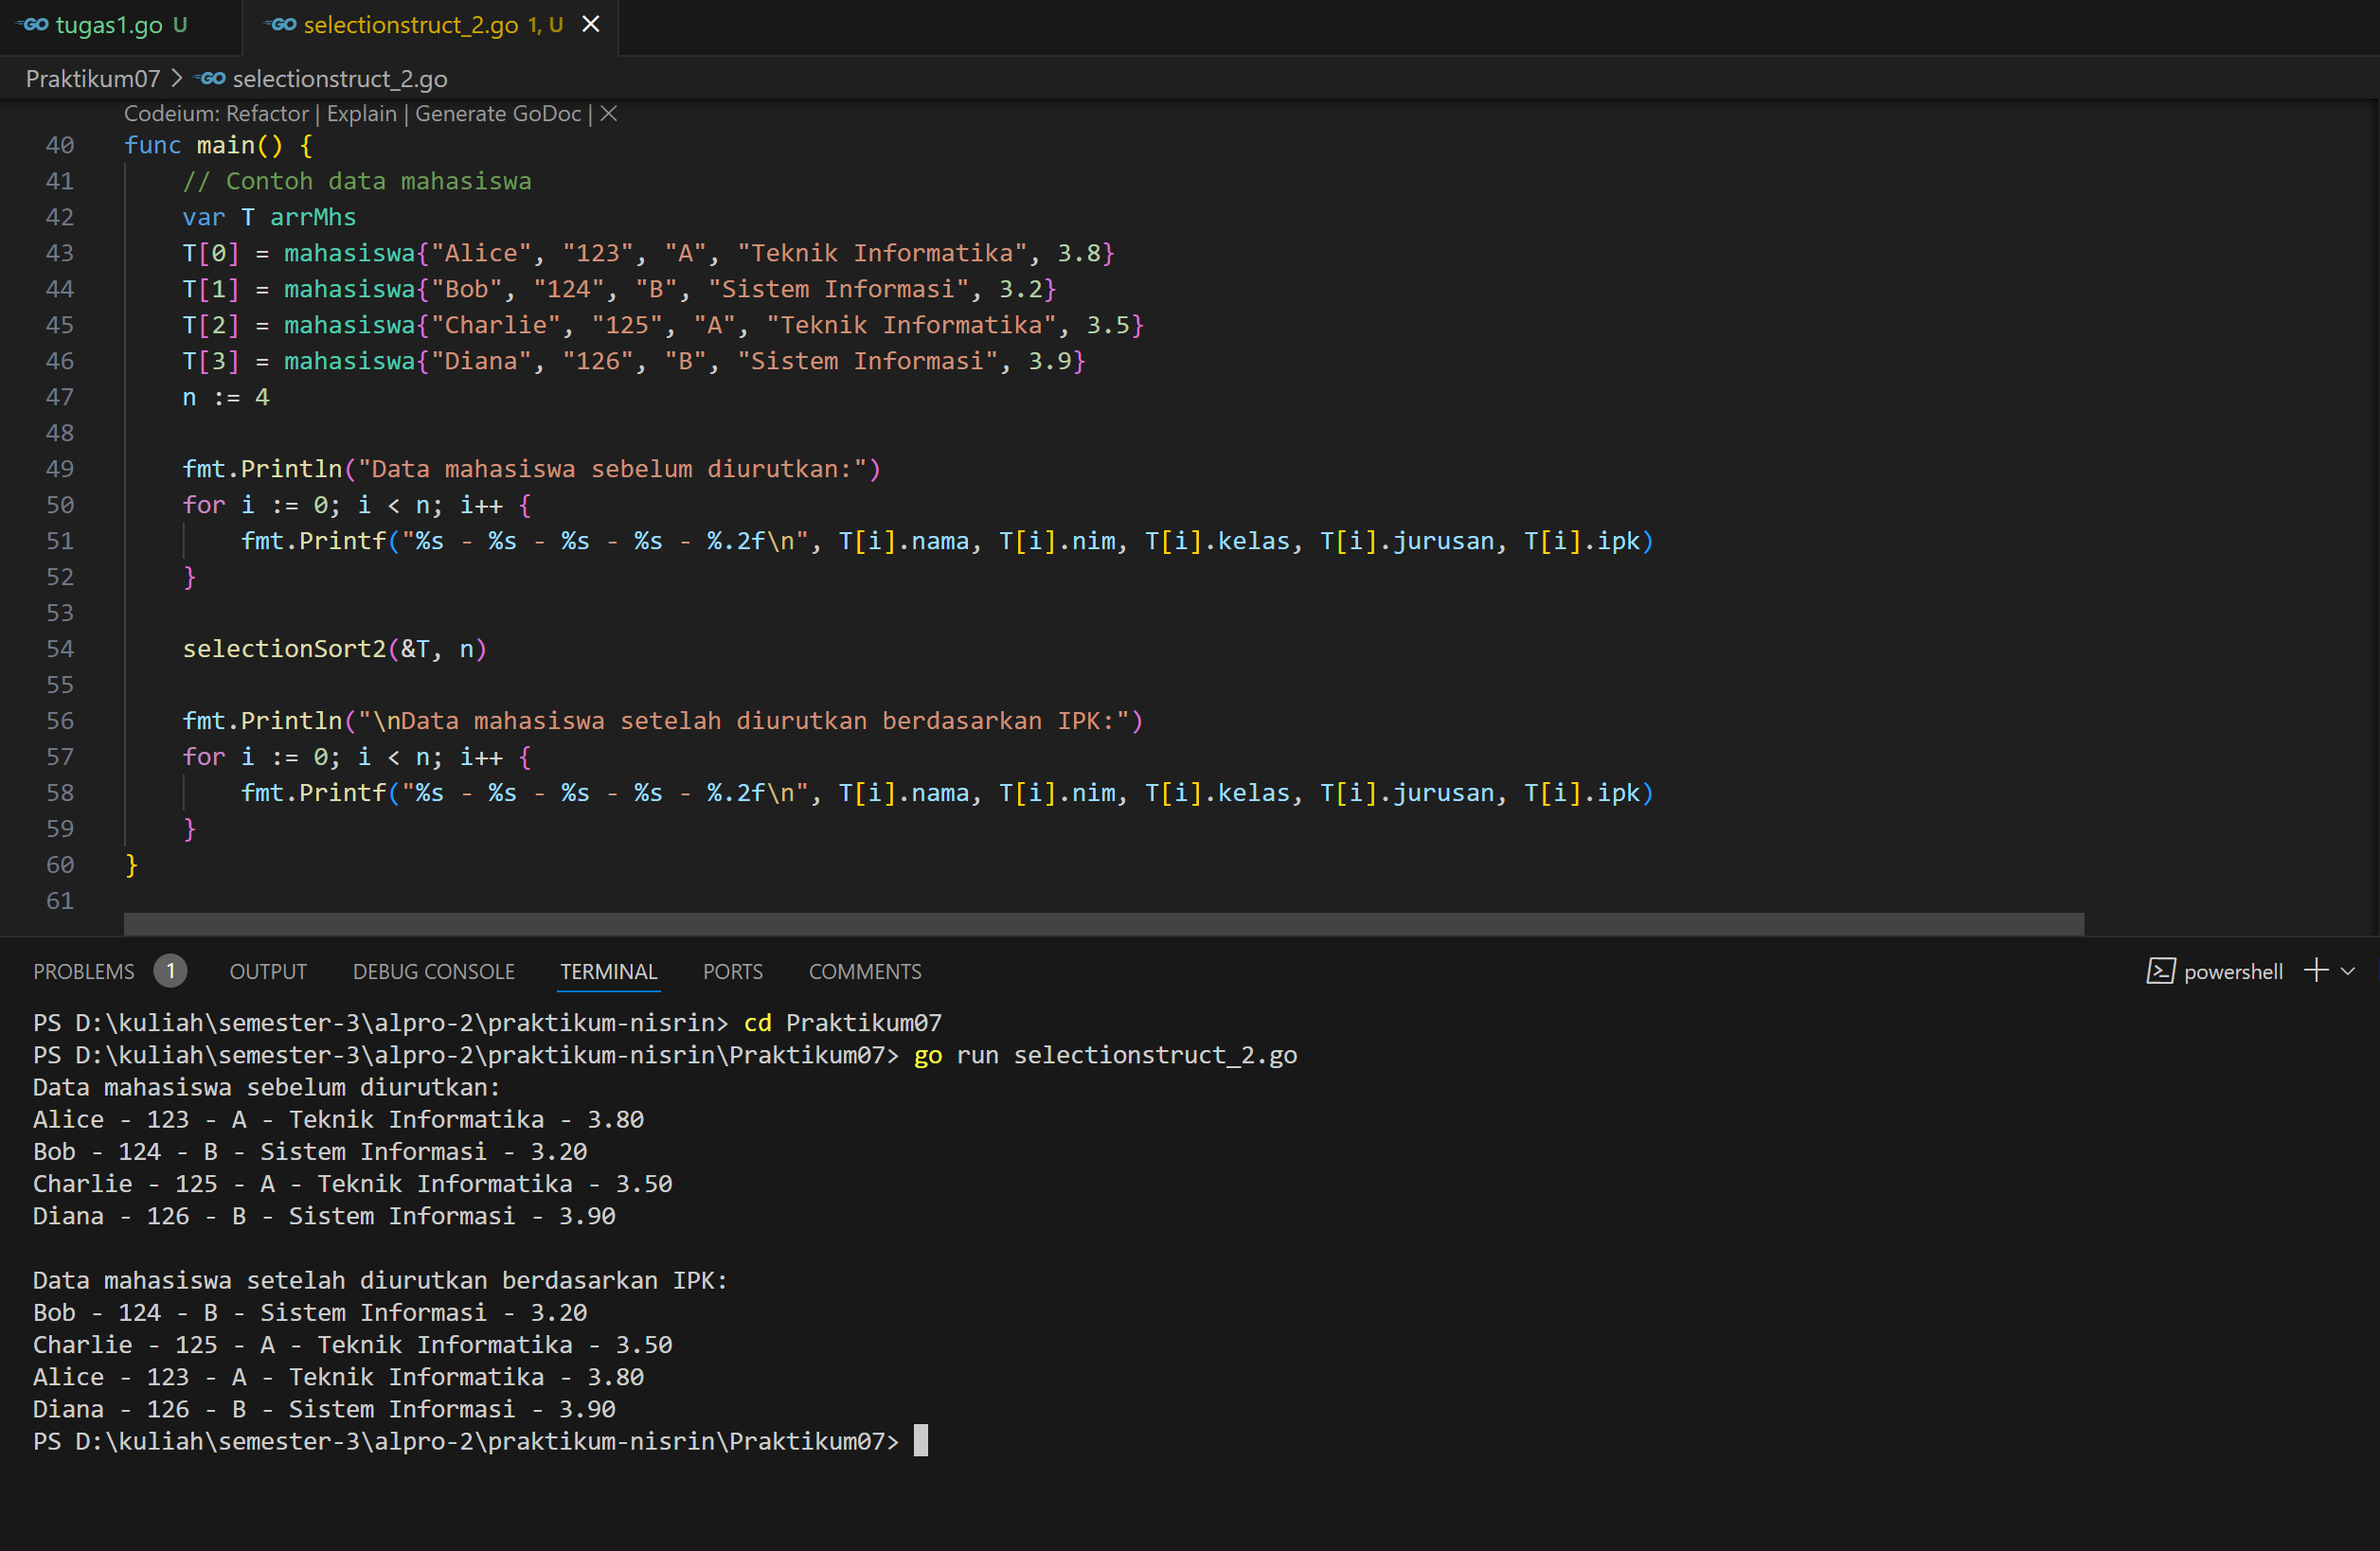 GO tugas1.go U GO selectionstruct_2.go 1, U
Praktikum07 > GO selectionstruct_2.go
Codeium: Refactor | Explain | Generate GoDoc | ×
40 func main() {
41 // Contoh data mahasiswa
42 var T arrMhs
43 T[0] = mahasiswa{"Alice", "123", "A", "Teknik Informatika", 3.8}
44 T[1] = mahasiswa{"Bob", "124", "B", "Sistem Informasi", 3.2}
45 T[2] = mahasiswa{"Charlie", "125", "A", "Teknik Informatika", 3.5}
46 T[3] = mahasiswa{"Diana", "126", "B", "Sistem Informasi", 3.9}
47 n := 4
48
49 fmt.Println("Data mahasiswa sebelum diurutkan:")
50 for i := 0; i < n; i++ {
51 fmt.Printf("%s - %s - %s - %s - %.2f\n", T[i].nama, T[i].nim, T[i].kelas, T[i].jurusan, T[i].ipk)
52 }
53
54 selectionSort2(&T, n)
55
56 fmt.Println("\nData mahasiswa setelah diurutkan berdasarkan IPK:")
57 for i := 0; i < n; i++ {
58 fmt.Printf("%s - %s - %s - %s - %.2f\n", T[i].nama, T[i].nim, T[i].kelas, T[i].jurusan, T[i].ipk)
59 }
60 }
61
PROBLEMS 1 OUTPUT DEBUG CONSOLE TERMINAL PORTS COMMENTS powershell
PS D:\kuliah\semester-3\alpro-2\praktikum-nisrin> cd Praktikum07
PS D:\kuliah\semester-3\alpro-2\praktikum-nisrin\Praktikum07> go run selectionstruct_2.go
Data mahasiswa sebelum diurutkan:
Alice - 123 - A - Teknik Informatika - 3.80
Bob - 124 - B - Sistem Informasi - 3.20
Charlie - 125 - A - Teknik Informatika - 3.50
Diana - 126 - B - Sistem Informasi - 3.90

Data mahasiswa setelah diurutkan berdasarkan IPK:
Bob - 124 - B - Sistem Informasi - 3.20
Charlie - 125 - A - Teknik Informatika - 3.50
Alice - 123 - A - Teknik Informatika - 3.80
Diana - 126 - B - Sistem Informasi - 3.90
PS D:\kuliah\semester-3\alpro-2\praktikum-nisrin\Praktikum07>